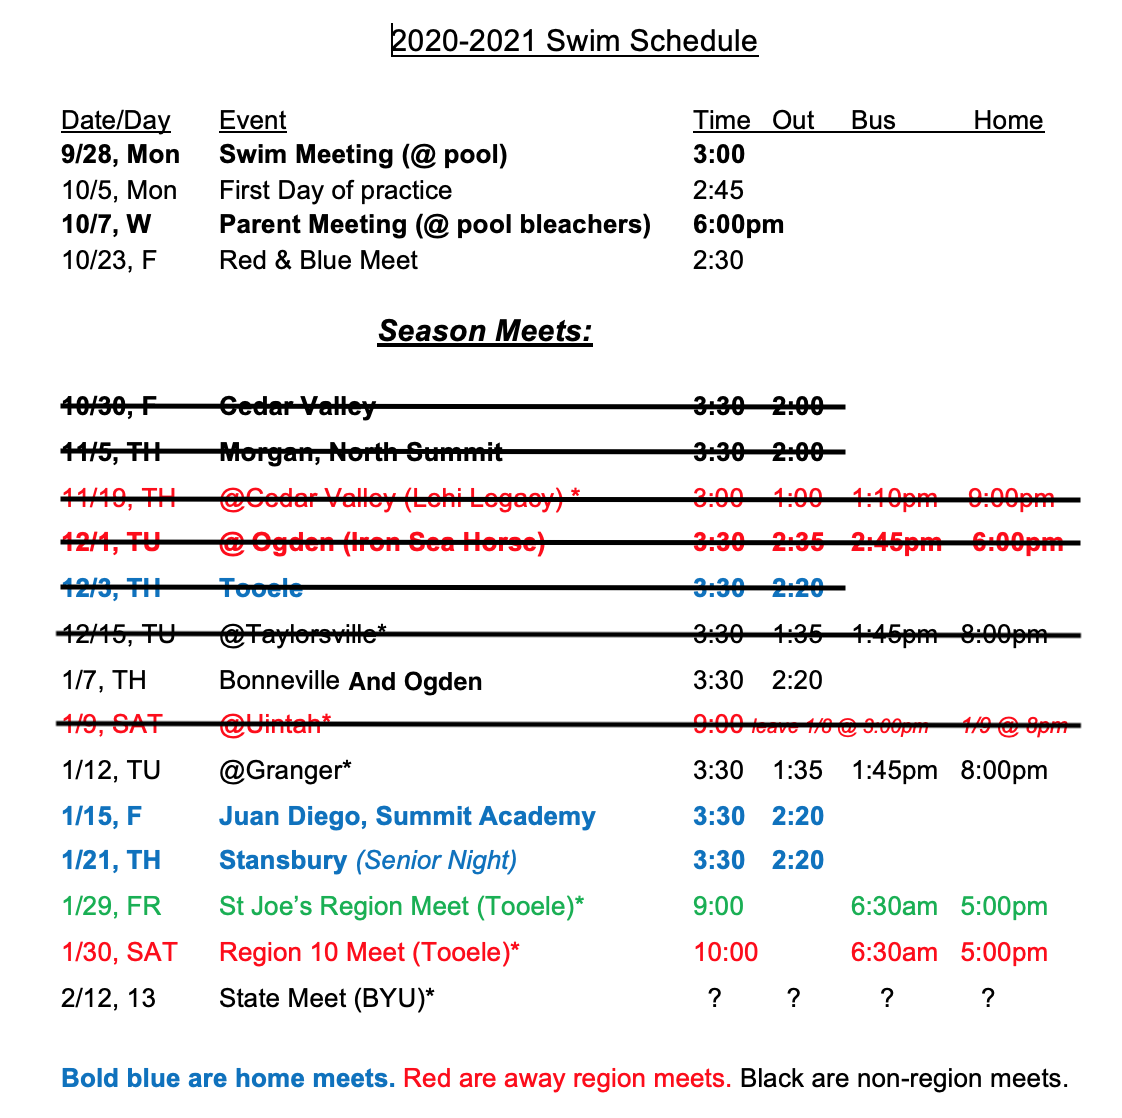 2020-2021 Swim Schedule
Date/Day Event Time Out Bus Home
9/28, Mon Swim Meeting (@ pool) 3:00
10/5, Mon First Day of practice 2:45
10/7, W Parent Meeting (@ pool bleachers) 6:00pm
10/23, F Red & Blue Meet 2:30
Season Meets:
10/30, F Cedar Valley 3:30 2:00
11/5, TH Morgan, North Summit 3:30 2:00
11/19, TH @Cedar Valley (Lehi Legacy) * 3:00 1:00 1:10pm 9:00pm
12/1, TU @ Ogden (Iron Sea Horse) 3:30 2:35 2:45pm 6:00pm
12/3, TH Tooele 3:30 2:20
12/15, TU @Taylorsville* 3:30 1:35 1:45pm 8:00pm
1/7, TH Bonneville And Ogden 3:30 2:20
1/9, SAT @Uintah* 9:00 leave 1/8 @ 3:00pm 1/9 @ 8pm
1/12, TU @Granger* 3:30 1:35 1:45pm 8:00pm
1/15, F Juan Diego, Summit Academy 3:30 2:20
1/21, TH Stansbury (Senior Night) 3:30 2:20
1/29, FR St Joe’s Region Meet (Tooele)* 9:00 6:30am 5:00pm
1/30, SAT Region 10 Meet (Tooele)* 10:00 6:30am 5:00pm
2/12, 13 State Meet (BYU)* ? ? ? ?
Bold blue are home meets. Red are away region meets. Black are non-region meets.